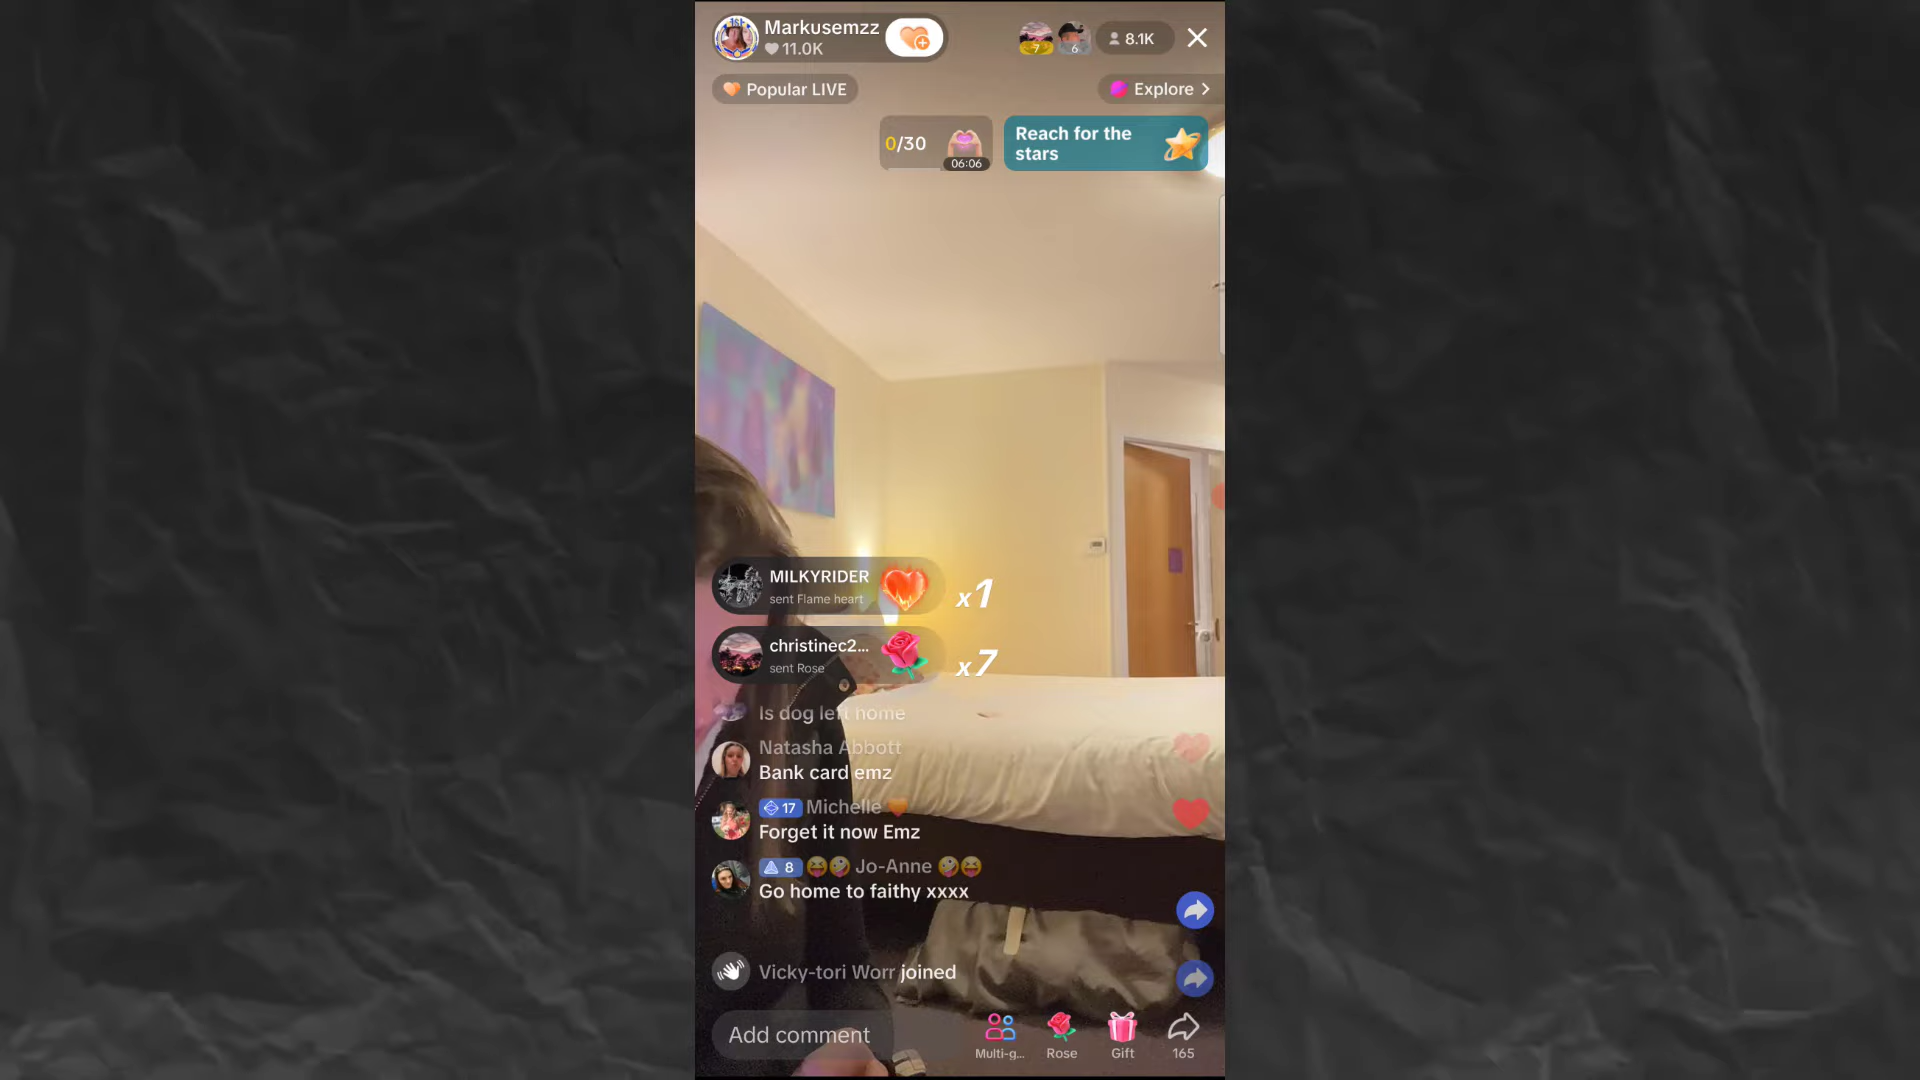 Markusemzz
11.0K
7
6
8.1K
Popular LIVE
Explore
0/30
06:06
Reach for the
stars
MILKYRIDER
sent Flame heart
x1
christinec2...
sent Rose
x7
Is dog left home
Natasha Abbott
Bank card emz
17 Michelle
Forget it now Emz
8 Jo-Anne
Go home to faithy xxxx
Vicky-tori Worr joined
Add comment
Multi-g...
Rose
Gift
165